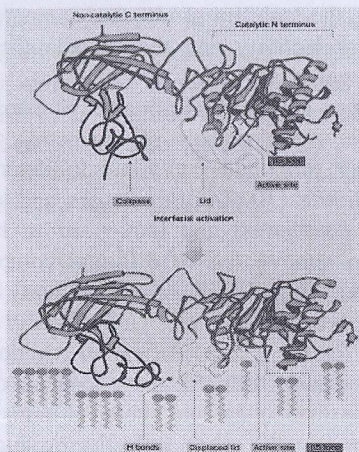 Non-catalytic C terminus
Catalytic N terminus
Colipase
Lid
Active site
Interfacial activation
H bonds
Displaced lid
Active site